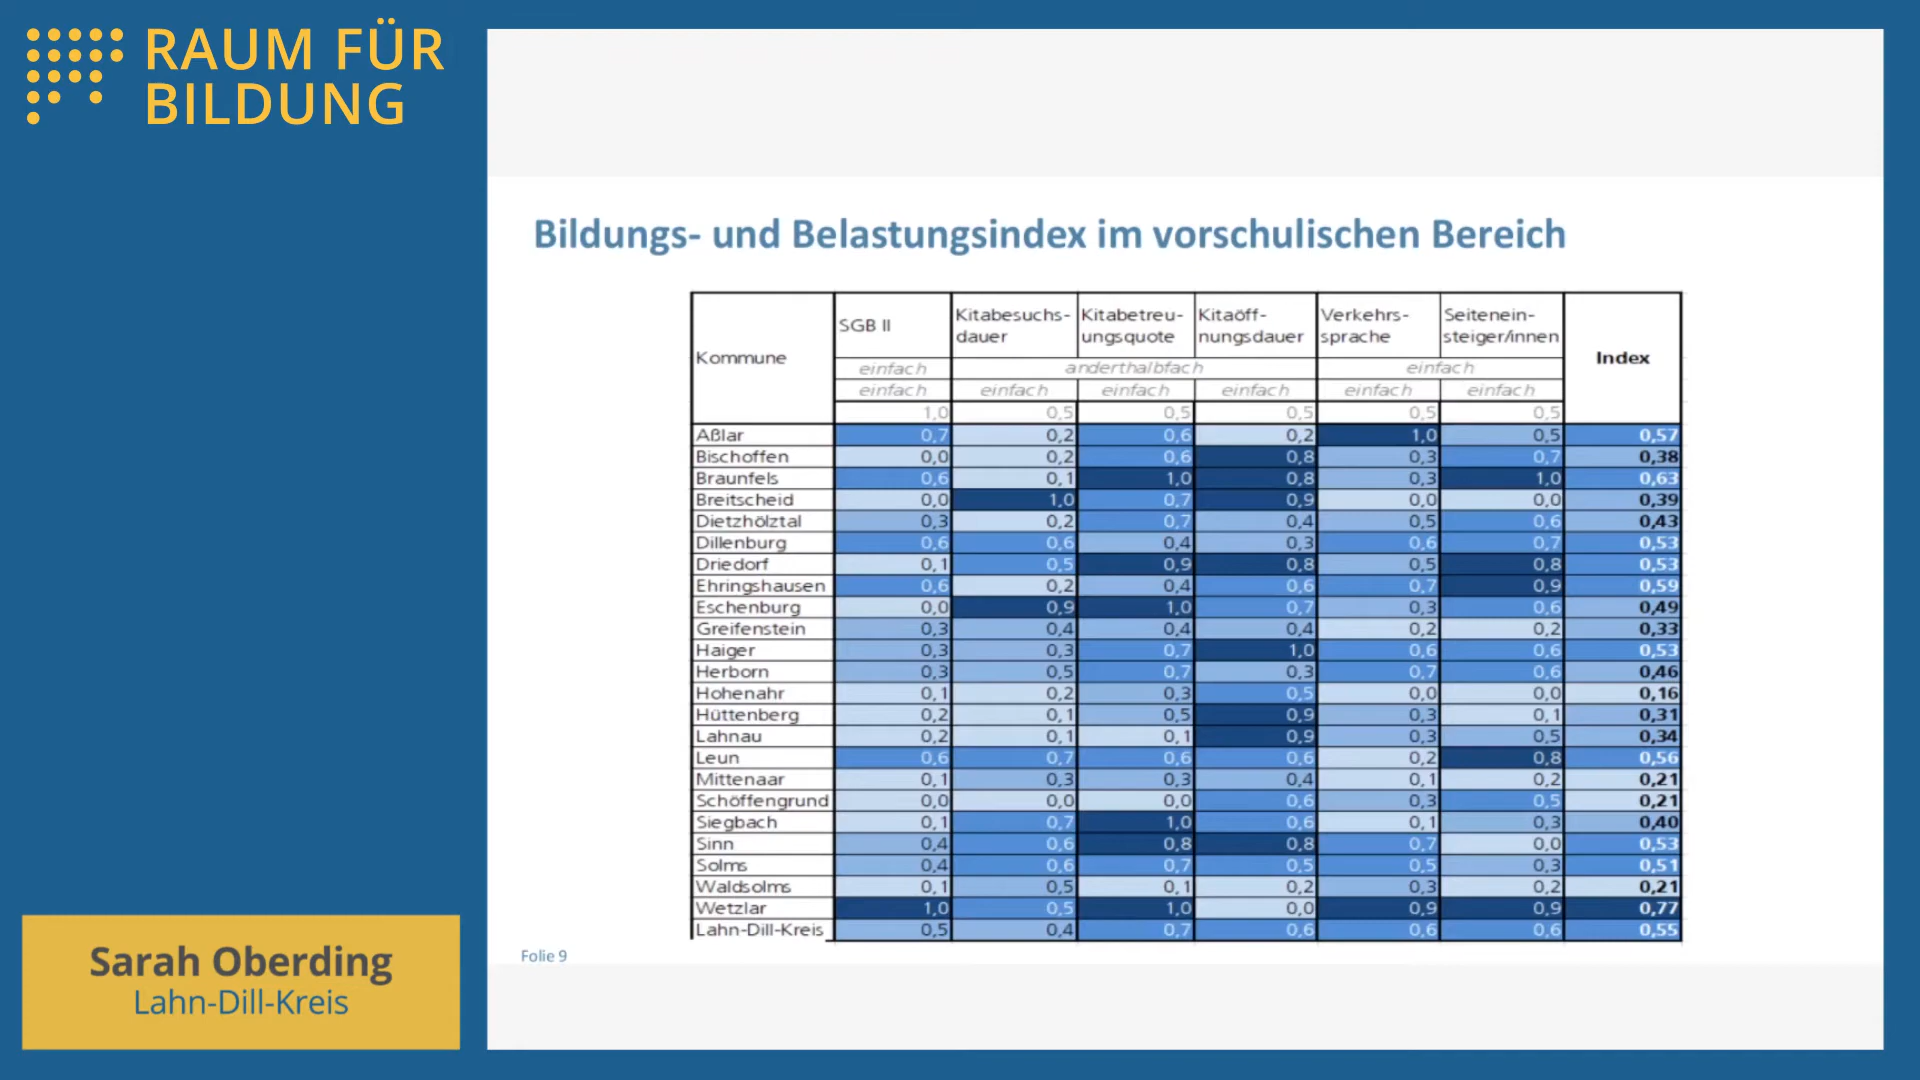 RAUM FÜR
BILDUNG
Bildungs- und Belastungsindex im vorschulischen Bereich
Kommune SGB II Kitabesuchs- Kitabetreu- Kitaöff- Verkehrs- Seitenein- Index
dauer ungsquote nungsdauer sprache steiger/innen
einfach anderthalbfach einfach
einfach einfach einfach einfach einfach einfach
1,0 0,5 0,5 0,5 0,5 0,5
Aßlar 0,7 0,2 0,6 0,2 1,0 0,5 0,57
Bischoffen 0,0 0,2 0,6 0,8 0,3 0,7 0,38
Braunfels 0,6 0,1 1,0 0,8 0,3 1,0 0,63
Breitscheid 0,0 1,0 0,7 0,9 0,0 0,0 0,39
Dietzhölztal 0,3 0,2 0,7 0,4 0,5 0,6 0,43
Dillenburg 0,6 0,6 0,4 0,3 0,6 0,7 0,53
Driedorf 0,1 0,5 0,9 0,8 0,5 0,8 0,53
Ehringshausen 0,6 0,2 0,4 0,6 0,7 0,9 0,59
Eschenburg 0,0 0,9 1,0 0,7 0,3 0,6 0,49
Greifenstein 0,3 0,4 0,4 0,4 0,2 0,2 0,33
Haiger 0,3 0,3 0,7 1,0 0,6 0,6 0,53
Herborn 0,3 0,5 0,7 0,3 0,7 0,6 0,46
Hohenahr 0,1 0,2 0,3 0,5 0,0 0,0 0,16
Hüttenberg 0,2 0,1 0,5 0,9 0,3 0,1 0,31
Lahnau 0,2 0,1 0,1 0,9 0,3 0,5 0,34
Leun 0,6 0,7 0,6 0,6 0,2 0,8 0,56
Mittenaar 0,1 0,3 0,3 0,4 0,1 0,2 0,21
Schöffengrund 0,0 0,0 0,0 0,6 0,3 0,5 0,21
Siegbach 0,1 0,7 1,0 0,6 0,1 0,3 0,40
Sinn 0,4 0,6 0,8 0,8 0,7 0,0 0,53
Solms 0,4 0,6 0,7 0,5 0,5 0,3 0,51
Waldsolms 0,1 0,5 0,1 0,2 0,3 0,2 0,21
Wetzlar 1,0 0,5 1,0 0,0 0,9 0,9 0,77
Lahn-Dill-Kreis 0,5 0,4 0,7 0,6 0,6 0,6 0,55
Folie 9
Sarah Oberding
Lahn-Dill-Kreis